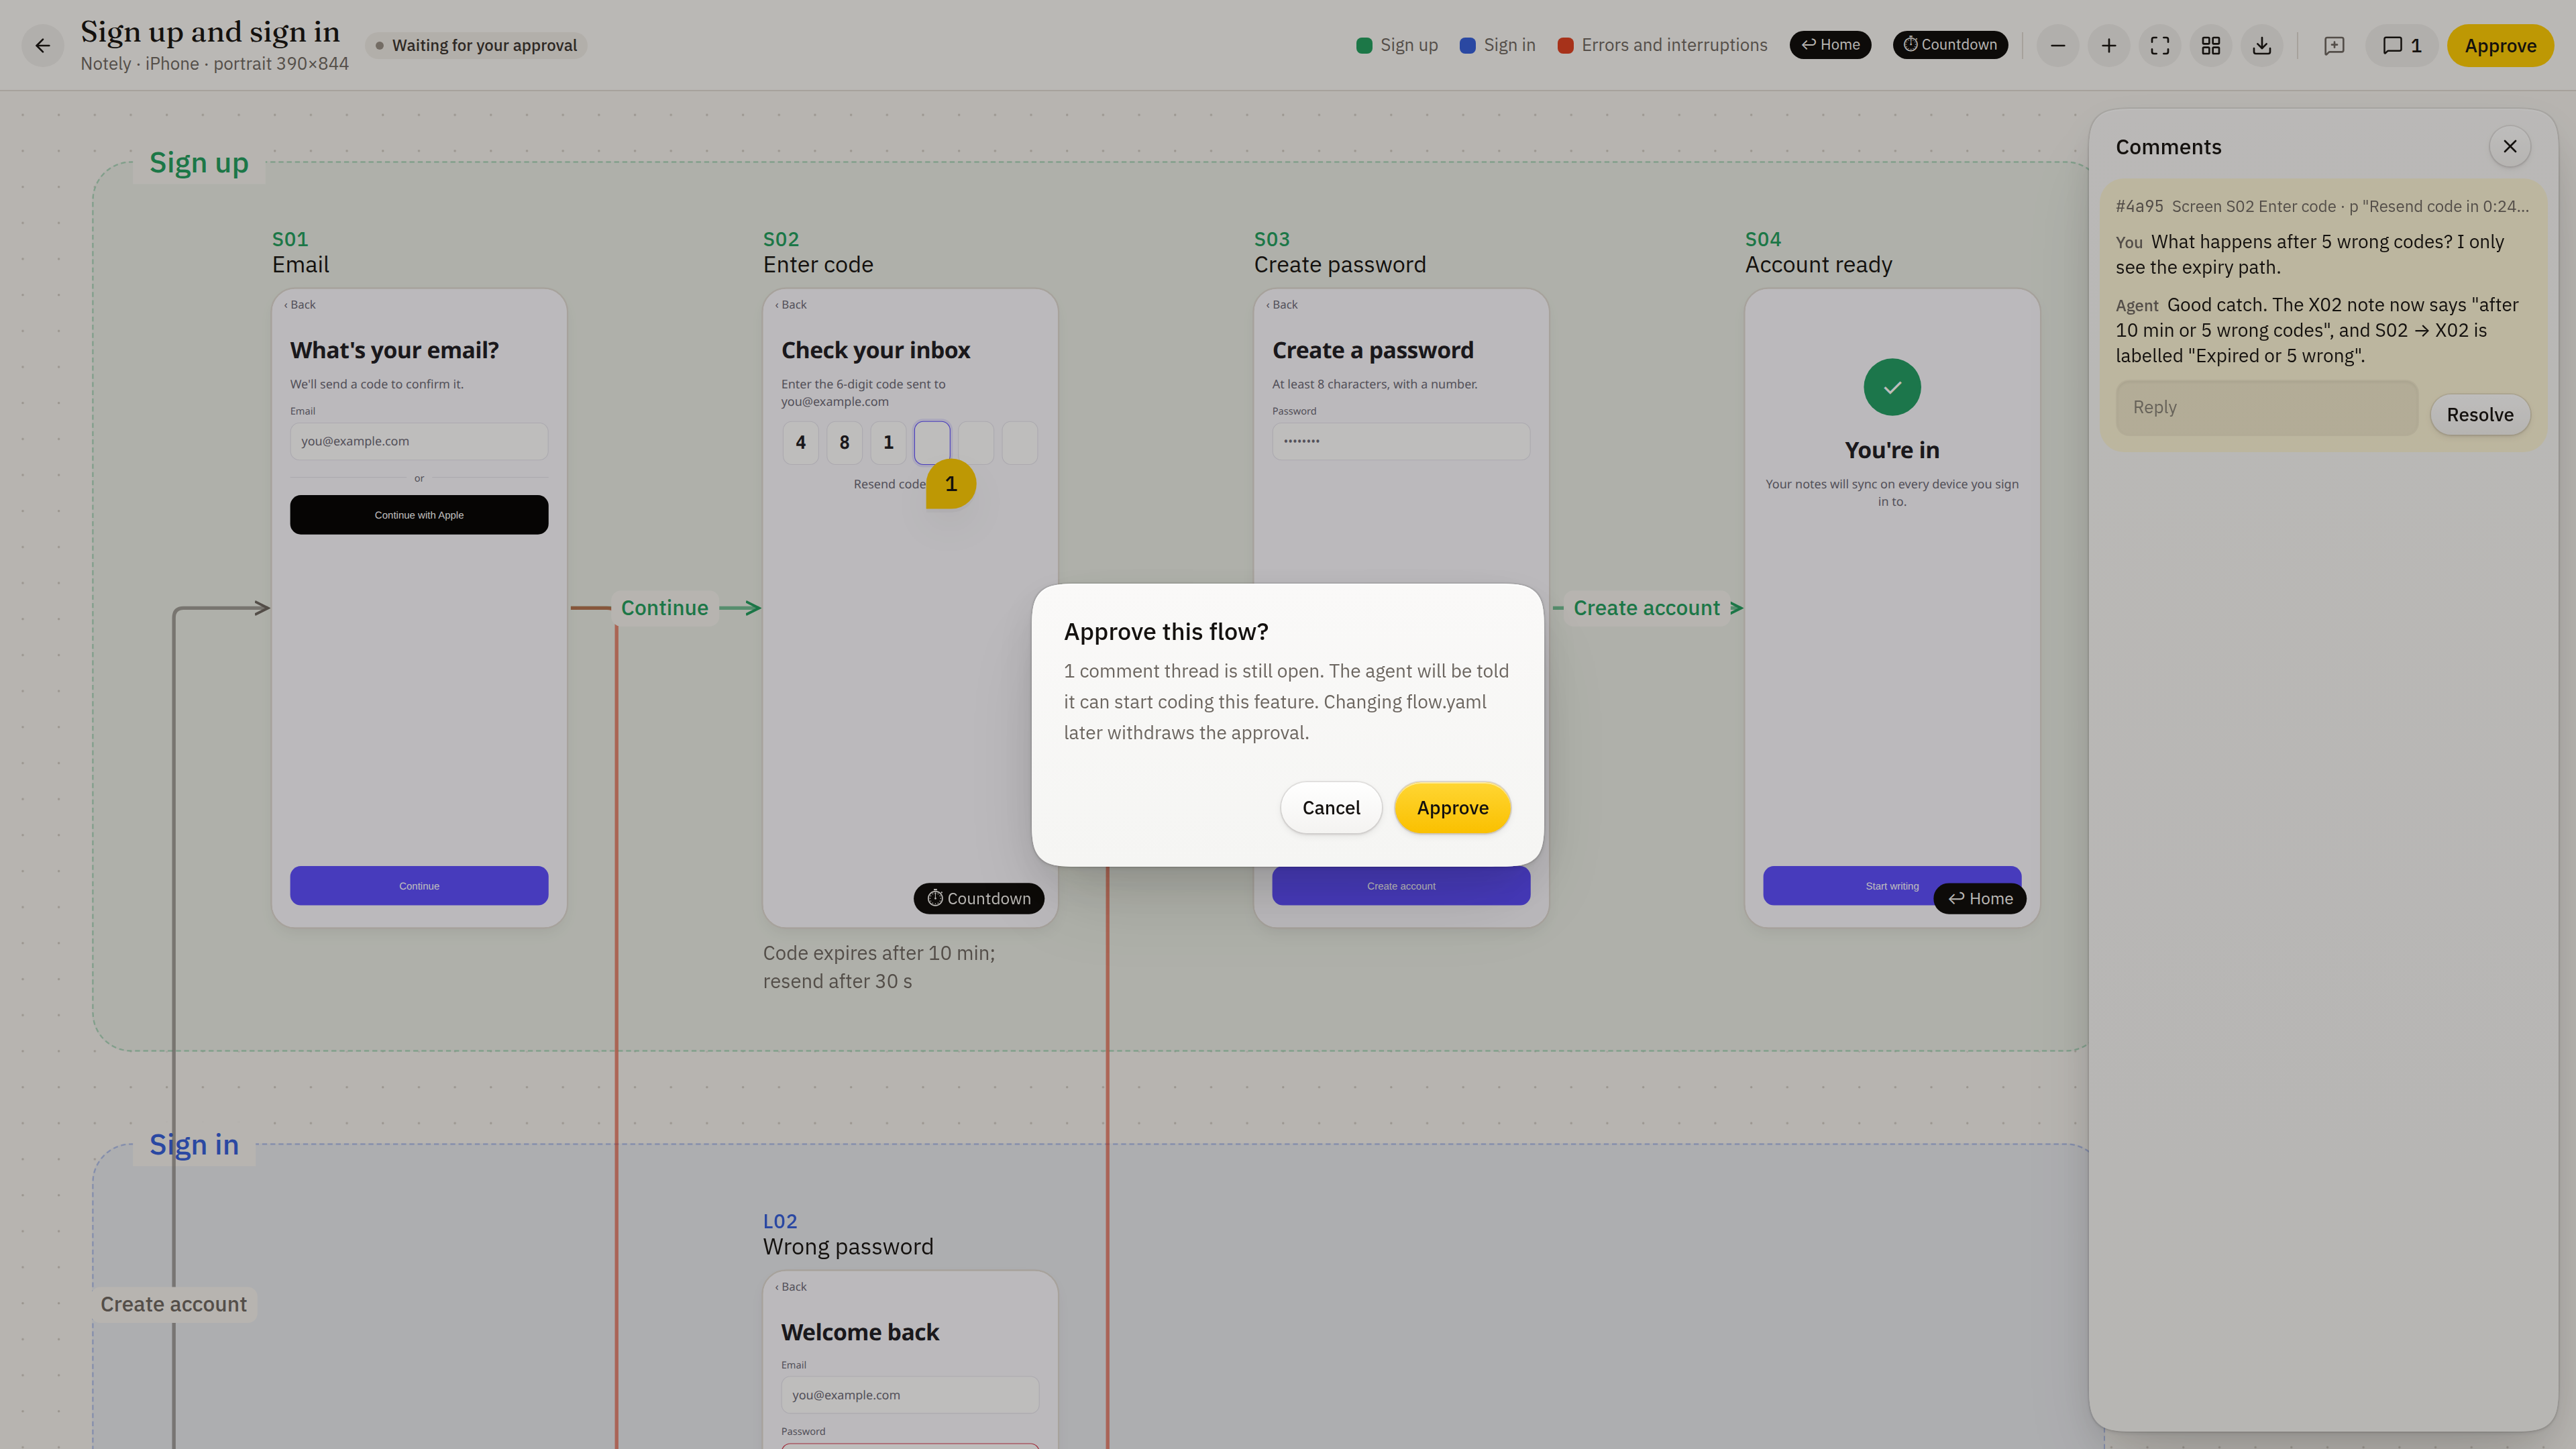 Sign up and sign in
Notely · iPhone · portrait 390×844
Waiting for your approval
Sign up
Sign in
Errors and interruptions
↩ Home
⏱ Countdown
1
Approve
Sign up
S01
Email
‹ Back
What's your email?
We'll send a code to confirm it.
Email
you@example.com
or
Continue with Apple
Continue
Continue
S02
Enter code
‹ Back
Check your inbox
Enter the 6-digit code sent to
you@example.com
4 8 1
Resend code
1
⏱ Countdown
Code expires after 10 min;
resend after 30 s
S03
Create password
‹ Back
Create a password
At least 8 characters, with a number.
Password
••••••••
Create account
Create account
S04
Account ready
You're in
Your notes will sync on every device you sign
in to.
Start writing
↩ Home
Approve this flow?
1 comment thread is still open. The agent will be told
it can start coding this feature. Changing flow.yaml
later withdraws the approval.
Cancel
Approve
Comments
#4a95 Screen S02 Enter code · p "Resend code in 0:24...
You What happens after 5 wrong codes? I only
see the expiry path.
Agent Good catch. The X02 note now says "after
10 min or 5 wrong codes", and S02 → X02 is
labelled "Expired or 5 wrong".
Reply
Resolve
Sign in
Create account
L02
Wrong password
‹ Back
Welcome back
Email
you@example.com
Password